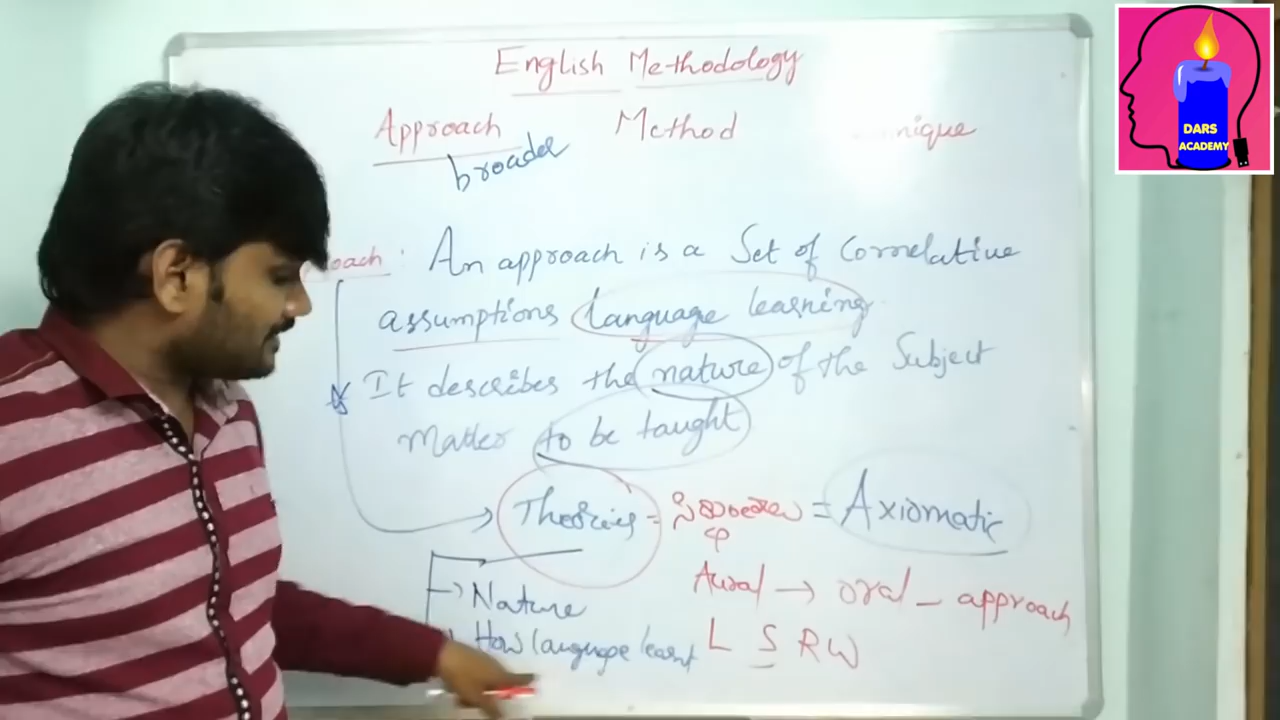 English Methodology
Approach Method nique
broader
oach : An approach is a Set of Correlative
assumptions language learning
It describes the nature of the Subject
Matter to be taught
Theories = సిద్ధాంతాలు = Axiomatic
Nature
How language learnt
Aural → oral - approach
L S R W
DARS
ACADEMY